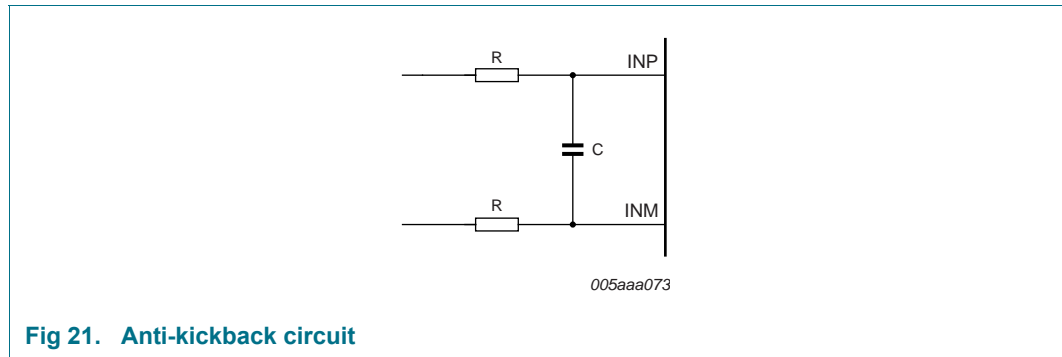 R
INP
C
R
INM
005aaa073
Fig 21. Anti-kickback circuit